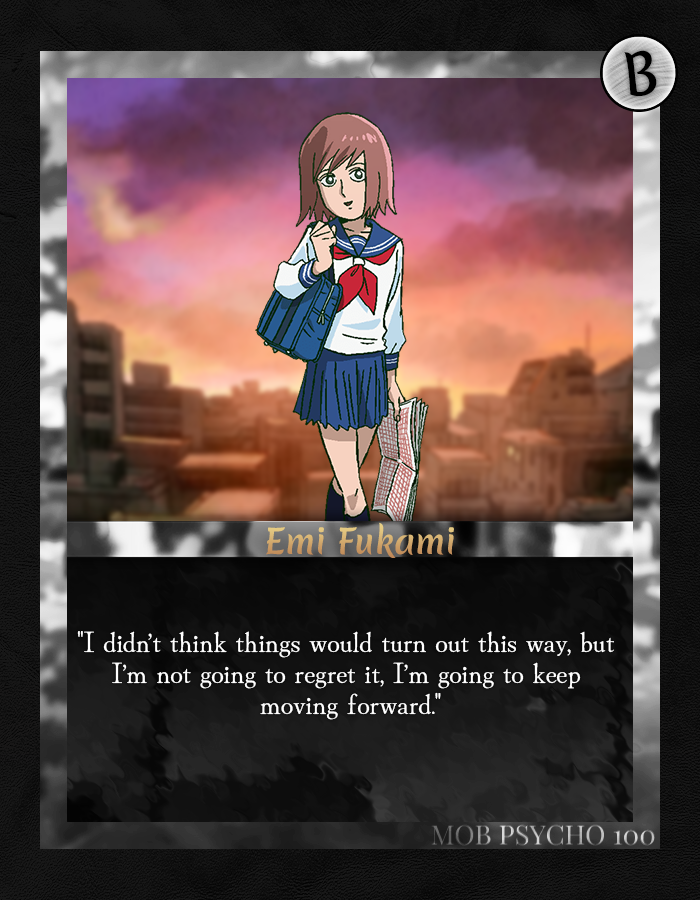 B
Emi Fukami
"I didn't think things would turn out this way, but
I'm not going to regret it, I'm going to keep
moving forward."
MOB PSYCHO 100